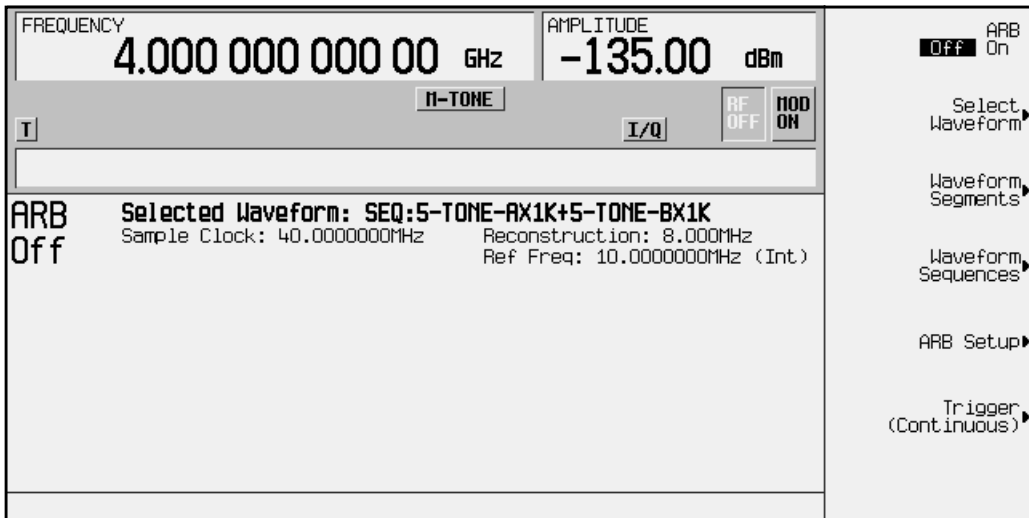 FREQUENCY
4.000 000 000 00 GHz
AMPLITUDE
-135.00 dBm
M-TONE
T
I/Q
RF OFF
MOD ON
ARB Off
Selected Waveform: SEQ:5-TONE-AX1K+5-TONE-BX1K
Sample Clock: 40.0000000MHz Reconstruction: 8.000MHz
Ref Freq: 10.0000000MHz (Int)
ARB
Off On
Select
Waveform
Waveform
Segments
Waveform
Sequences
ARB Setup
Trigger
(Continuous)